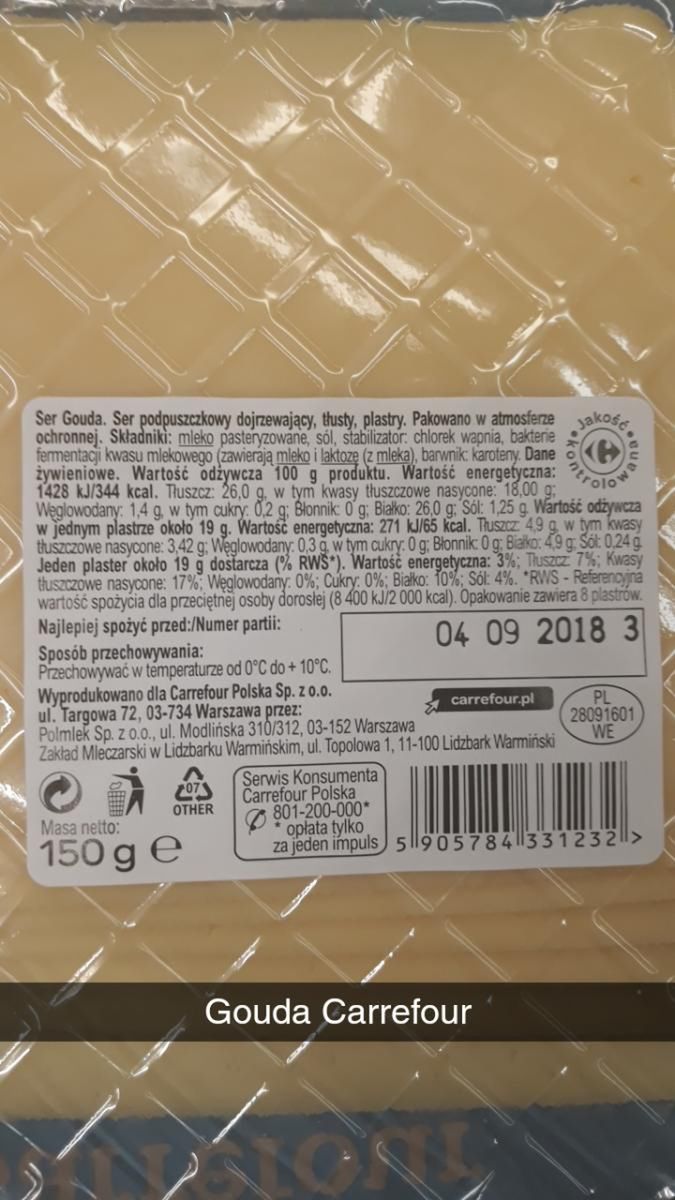 Ser Gouda. Ser podpuszczkowy dojrzewający, tłusty, plastry. Pakowano w atmosferze
ochronnej. Składniki: mleko pasteryzowane, sól, stabilizator: chlorek wapnia, bakterie
fermentacji kwasu mlekowego (zawierają mleko i laktozę (z mleka), barwnik: karoteny. Dane
żywieniowe. Wartość odżywcza 100 g produktu. Wartość energetyczna:
1428 kJ/344 kcal. Tłuszcz: 26,0 g, w tym kwasy tłuszczowe nasycone: 18,00 g;
Węglowodany: 1,4 g, w tym cukry: 0,2 g; Błonnik: 0 g; Białko: 26,0 g; Sól: 1,25 g. Wartość odżywcza
w jednym plastrze około 19 g. Wartość energetyczna: 271 kJ/65 kcal. Tłuszcz: 4,9 g, w tym kwasy
tłuszczowe nasycone: 3,42 g; Węglowodany: 0,3 g, w tym cukry: 0 g; Błonnik: 0 g; Białko: 4,9 g; Sól: 0,24 g.
Jeden plaster około 19 g dostarcza (% RWS*). Wartość energetyczna: 3%; Tłuszcz: 7%; Kwasy
tłuszczowe nasycone: 17%; Węglowodany: 0%; Cukry: 0%; Białko: 10%; Sól: 4%. *RWS - Referencyjna
wartość spożycia dla przeciętnej osoby dorosłej (8 400 kJ/2 000 kcal). Opakowanie zawiera 8 plastrów.
Jakość Kontrolowana
Najlepiej spożyć przed:/Numer partii:
04 09 2018 3
Sposób przechowywania:
Przechowywać w temperaturze od 0°C do + 10°C.
Wyprodukowano dla Carrefour Polska Sp. z o.o.
ul. Targowa 72, 03-734 Warszawa przez:
Polmlek Sp. z o.o., ul. Modlińska 310/312, 03-152 Warszawa
Zakład Mleczarski w Lidzbarku Warmińskim, ul. Topolowa 1, 11-100 Lidzbark Warmiński
carrefour.pl
PL
28091601
WE
07
OTHER
Masa netto:
150 g e
Serwis Konsumenta
Carrefour Polska
801-200-000*
* opłata tylko
za jeden impuls
5 905784 331232 >
Gouda Carrefour